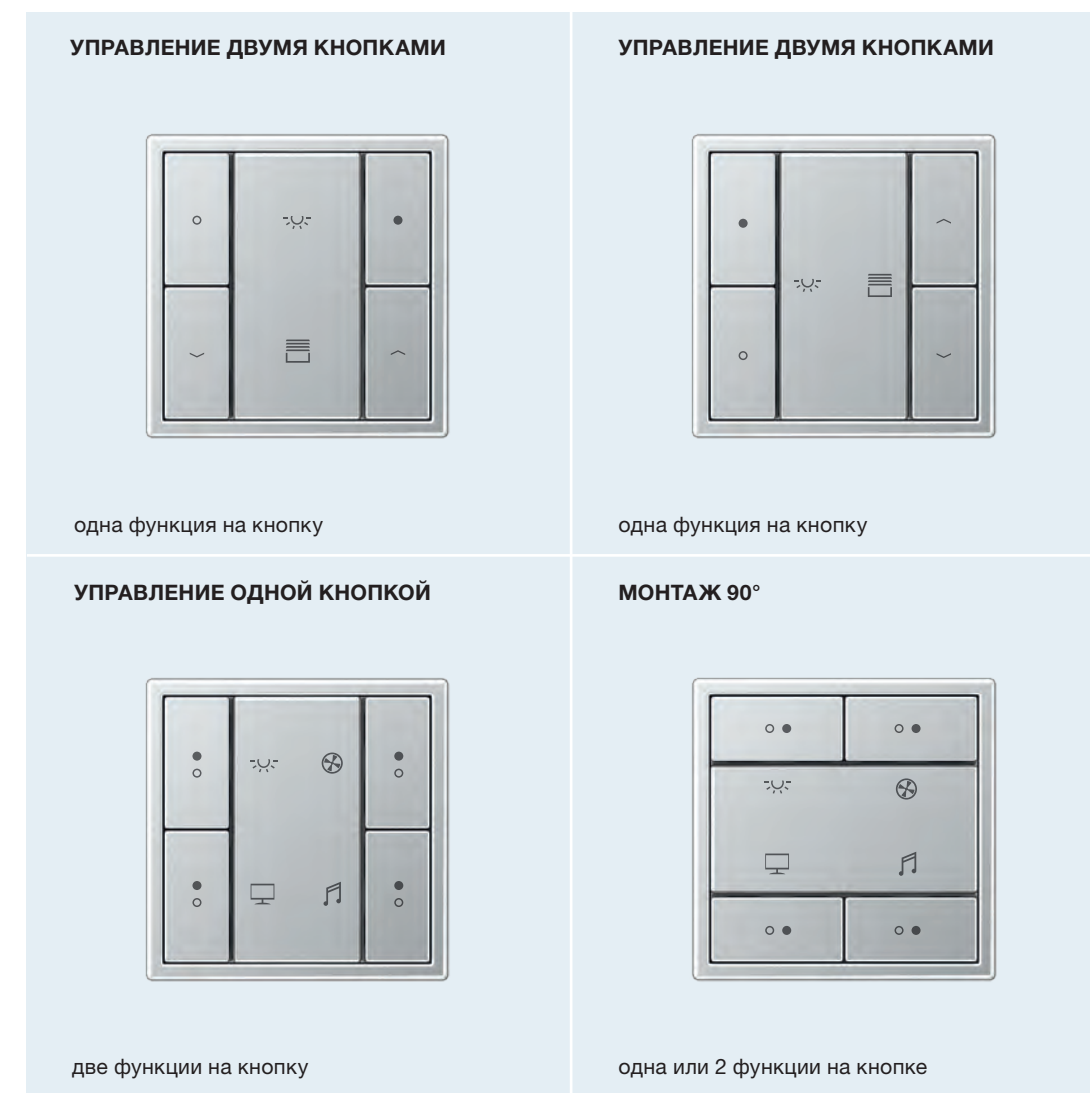 УПРАВЛЕНИЕ ДВУМЯ КНОПКАМИ
УПРАВЛЕНИЕ ДВУМЯ КНОПКАМИ
одна функция на кнопку
одна функция на кнопку
УПРАВЛЕНИЕ ОДНОЙ КНОПКОЙ
МОНТАЖ 90°
две функции на кнопку
одна или 2 функции на кнопке